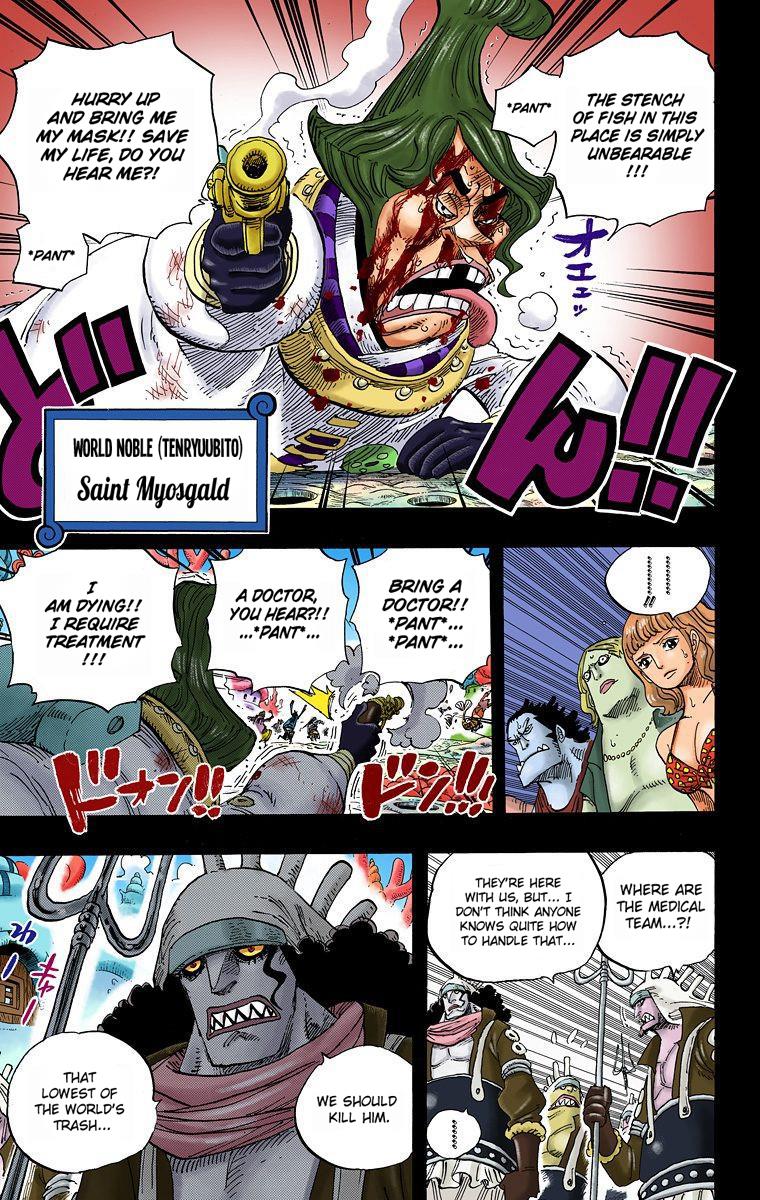 THE STENCH
OF FISH IN THIS
PLACE IS SIMPLY
UNBEARABLE
!!!
*PANT*
HURRY UP
AND BRING ME
MY MASK!! SAVE
MY LIFE, DO YOU
HEAR ME?!
*PANT*
オエェッ
どん!!
WORLD NOBLE (TENRYUUBITO)
Saint Myosgald
BRING A
DOCTOR!!
*PANT*...
*PANT*...
A DOCTOR,
YOU HEAR?!!
...*PANT*...
I
AM DYING!!
I REQUIRE
TREATMENT
!!!
ドン!!!
ドオン!!
WHERE ARE
THE MEDICAL
TEAM...?!
THEY'RE HERE
WITH US, BUT... I
DON'T THINK ANYONE
KNOWS QUITE HOW
TO HANDLE THAT...
WE SHOULD
KILL HIM.
THAT
LOWEST OF
THE WORLD'S
TRASH...